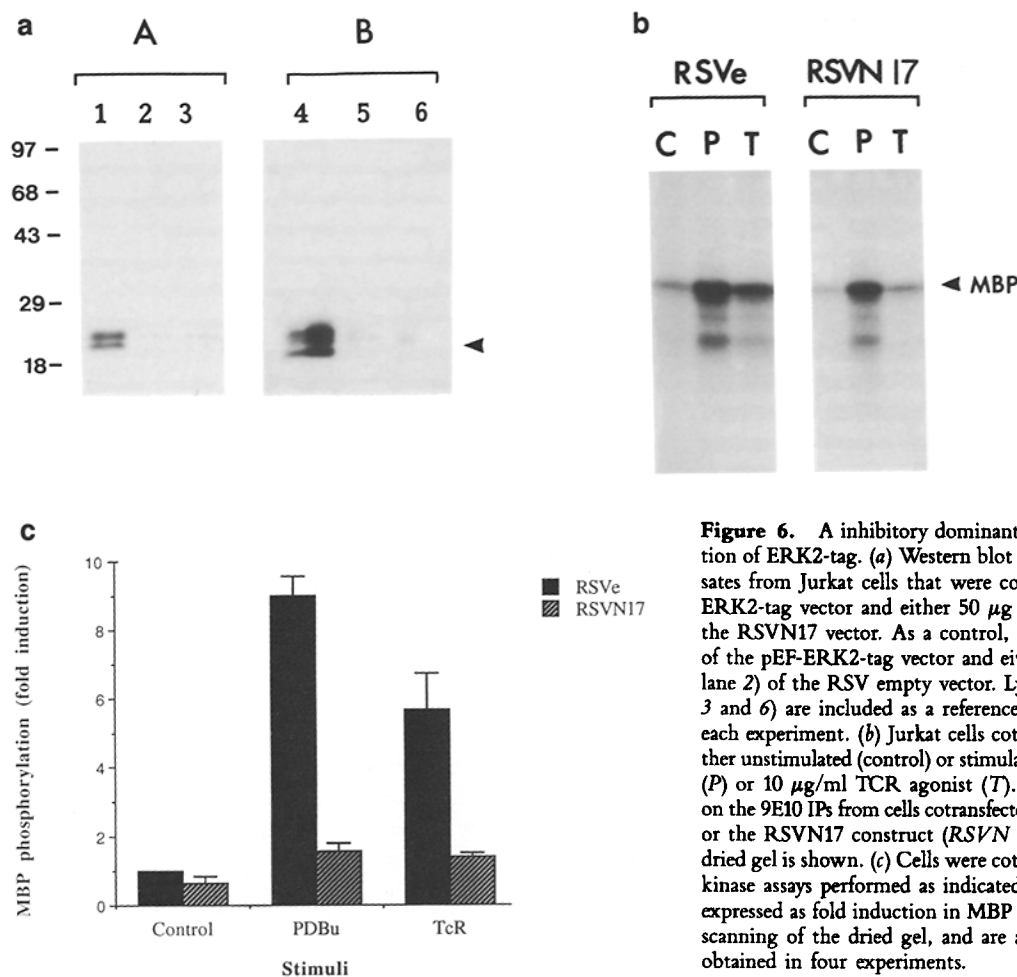 a
A
B
1 2 3
4 5 6
97
68
43
29
18
b
RSVe
RSVN 17
C P T
C P T
MBP
c
MBP phosphorylation (fold induction)
10
8
6
4
2
0
Control
PDBu
TcR
Stimuli
RSVe
RSVN17
Figure 6. A inhibitory dominant
tion of ERK2-tag. (a) Western blot
sates from Jurkat cells that were co
ERK2-tag vector and either 50 μg
the RSVN17 vector. As a control,
of the pEF-ERK2-tag vector and ei
lane 2) of the RSV empty vector. L
3 and 6) are included as a reference
each experiment. (b) Jurkat cells cot
ther unstimulated (control) or stimula
(P) or 10 μg/ml TCR agonist (T).
on the 9E10 IPs from cells cotransfecte
or the RSVN17 construct (RSVN
dried gel is shown. (c) Cells were cot
kinase assays performed as indicated
expressed as fold induction in MBP
scanning of the dried gel, and are a
obtained in four experiments.